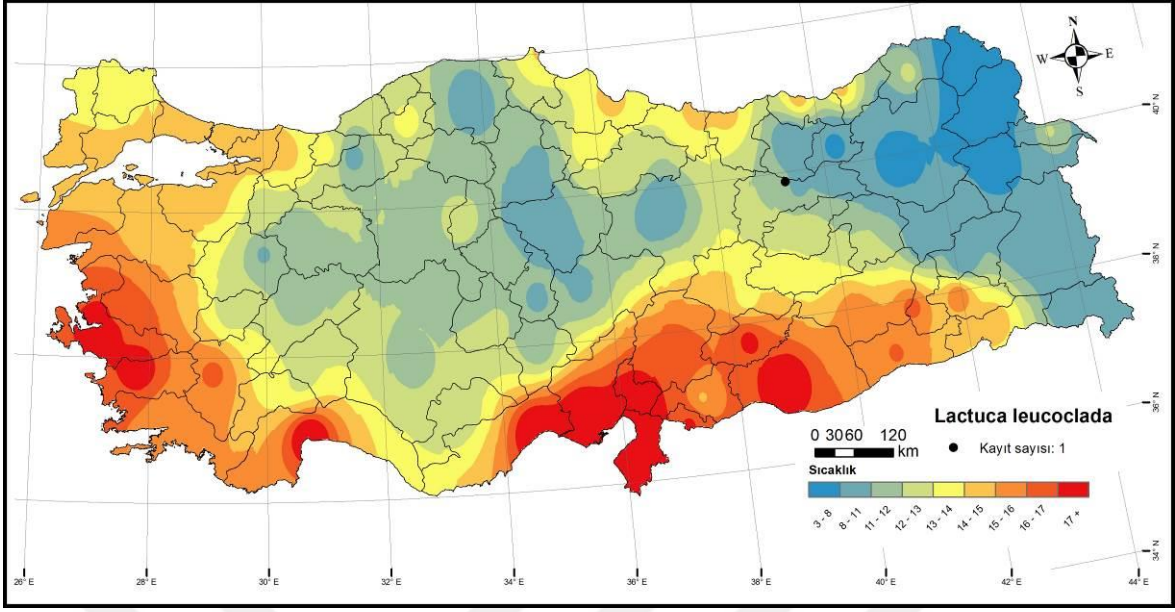 N
W E
S
40° N
38° N
36° N
34° N
Lactuca leucoclada
0 30 60 120
km
Kayıt sayısı: 1
Sıcaklık
3 - 8 8 - 11 11 - 12 12 - 13 13 - 14 14 - 15 15 - 16 16 - 17 17 +
26° E 28° E 30° E 32° E 34° E 36° E 38° E 40° E 42° E 44° E